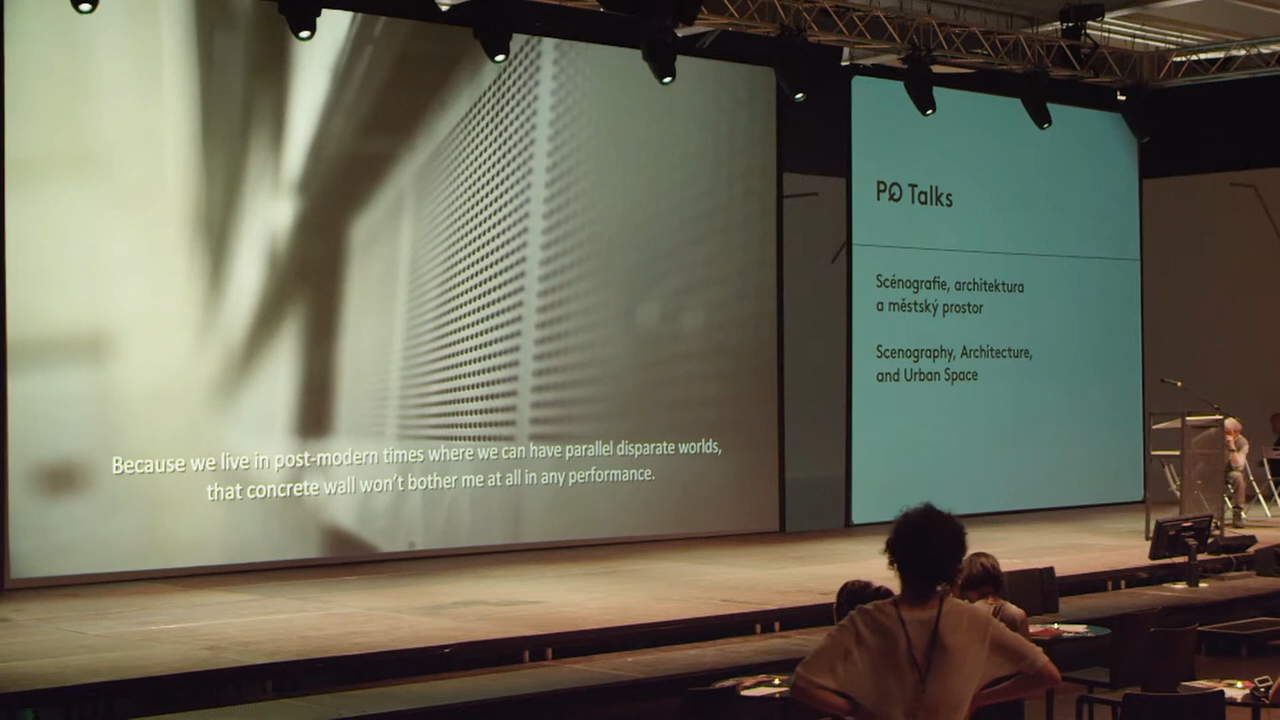 Because we live in post-modern times where we can have parallel disparate worlds,
that concrete wall won't bother me at all in any performance.
PQ Talks
Scénografie, architektura
a městský prostor
Scenography, Architecture,
and Urban Space